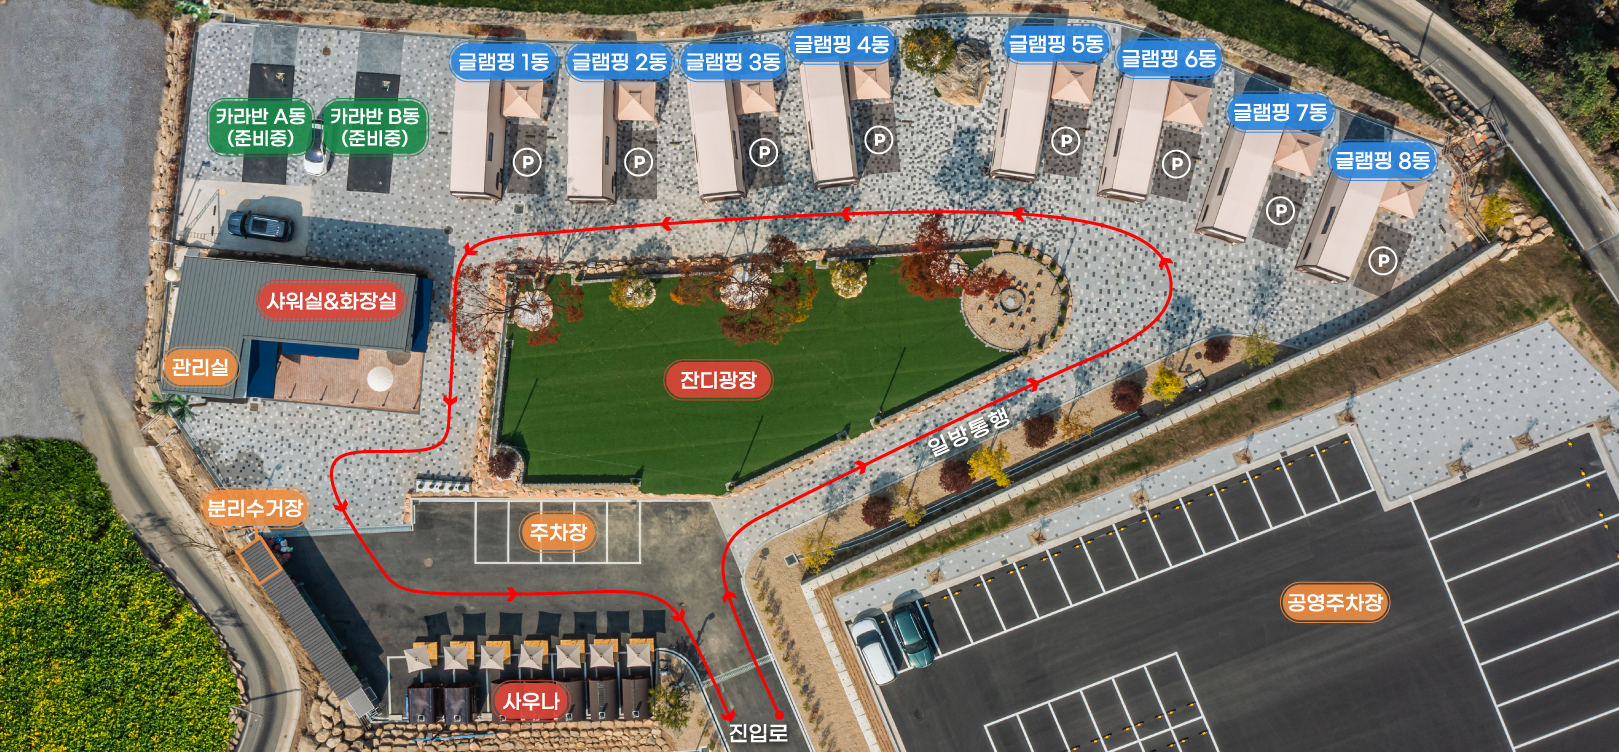 글램핑 1동
글램핑 2동
글램핑 3동
글램핑 4동
글램핑 5동
글램핑 6동
글램핑 7동
글램핑 8동
카라반 A동
(준비중)
카라반 B동
(준비중)
P
P
P
P
P
P
P
P
샤워실&화장실
관리실
잔디광장
일방통행
분리수거장
주차장
공영주차장
사우나
진입로